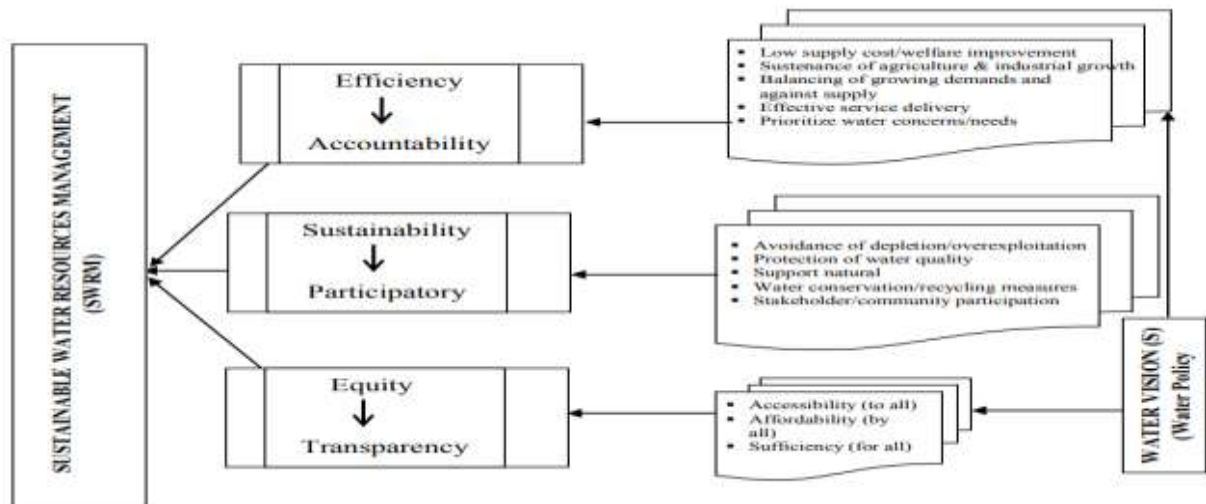 SUSTAINABLE WATER RESOURCES MANAGEMENT
(SWRM)
Efficiency
Accountability
• Low supply cost/welfare improvement
• Sustenance of agriculture & industrial growth
• Balancing of growing demands and
against supply
• Effective service delivery
• Prioritize water concerns/needs
Sustainability
Participatory
• Avoidance of depletion/overexploitation
• Protection of water quality
• Support natural
• Water conservation/recycling measures
• Stakeholder/community participation
Equity
Transparency
• Accessibility (to all)
• Affordability (by
all)
• Sufficiency (for all)
WATER VISION (S)
(Water Policy)